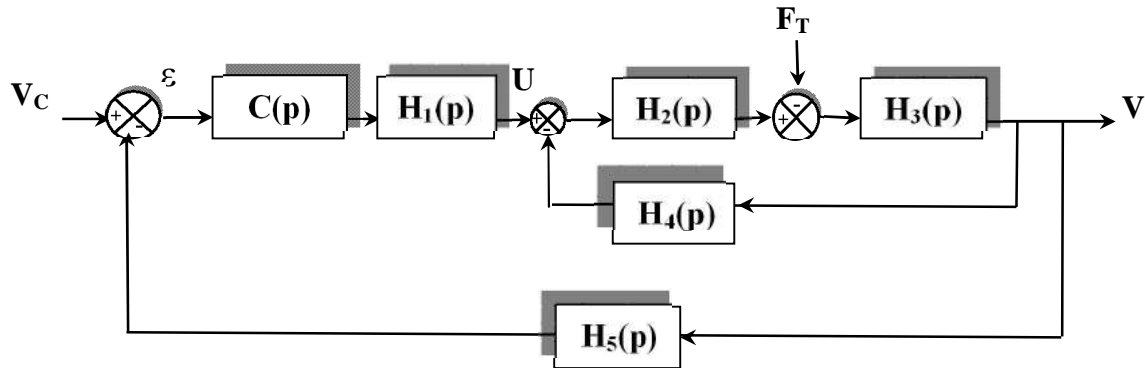 F_T
V_C
ε
C(p)
H₁(p)
U
H₂(p)
H₃(p)
V
+
-
+
-
-
+
H₄(p)
H₅(p)